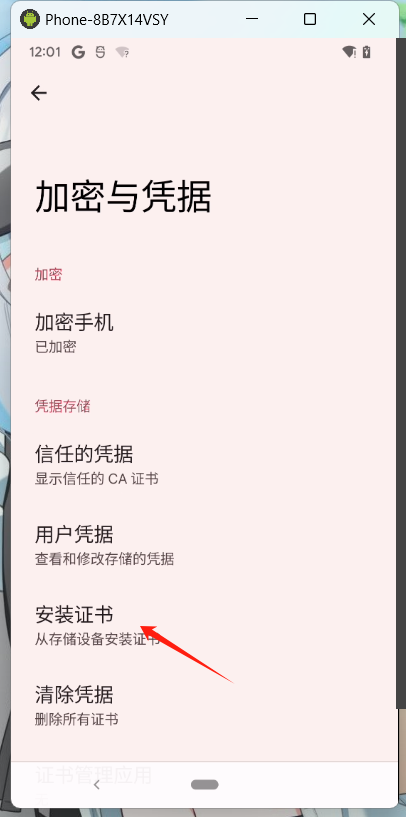 Phone-8B7X14VSY
12:01
加密与凭据
加密
加密手机
已加密
凭据存储
信任的凭据
显示信任的 CA 证书
用户凭据
查看和修改存储的凭据
安装证书
从存储设备安装证书
清除凭据
删除所有证书
证书管理应用